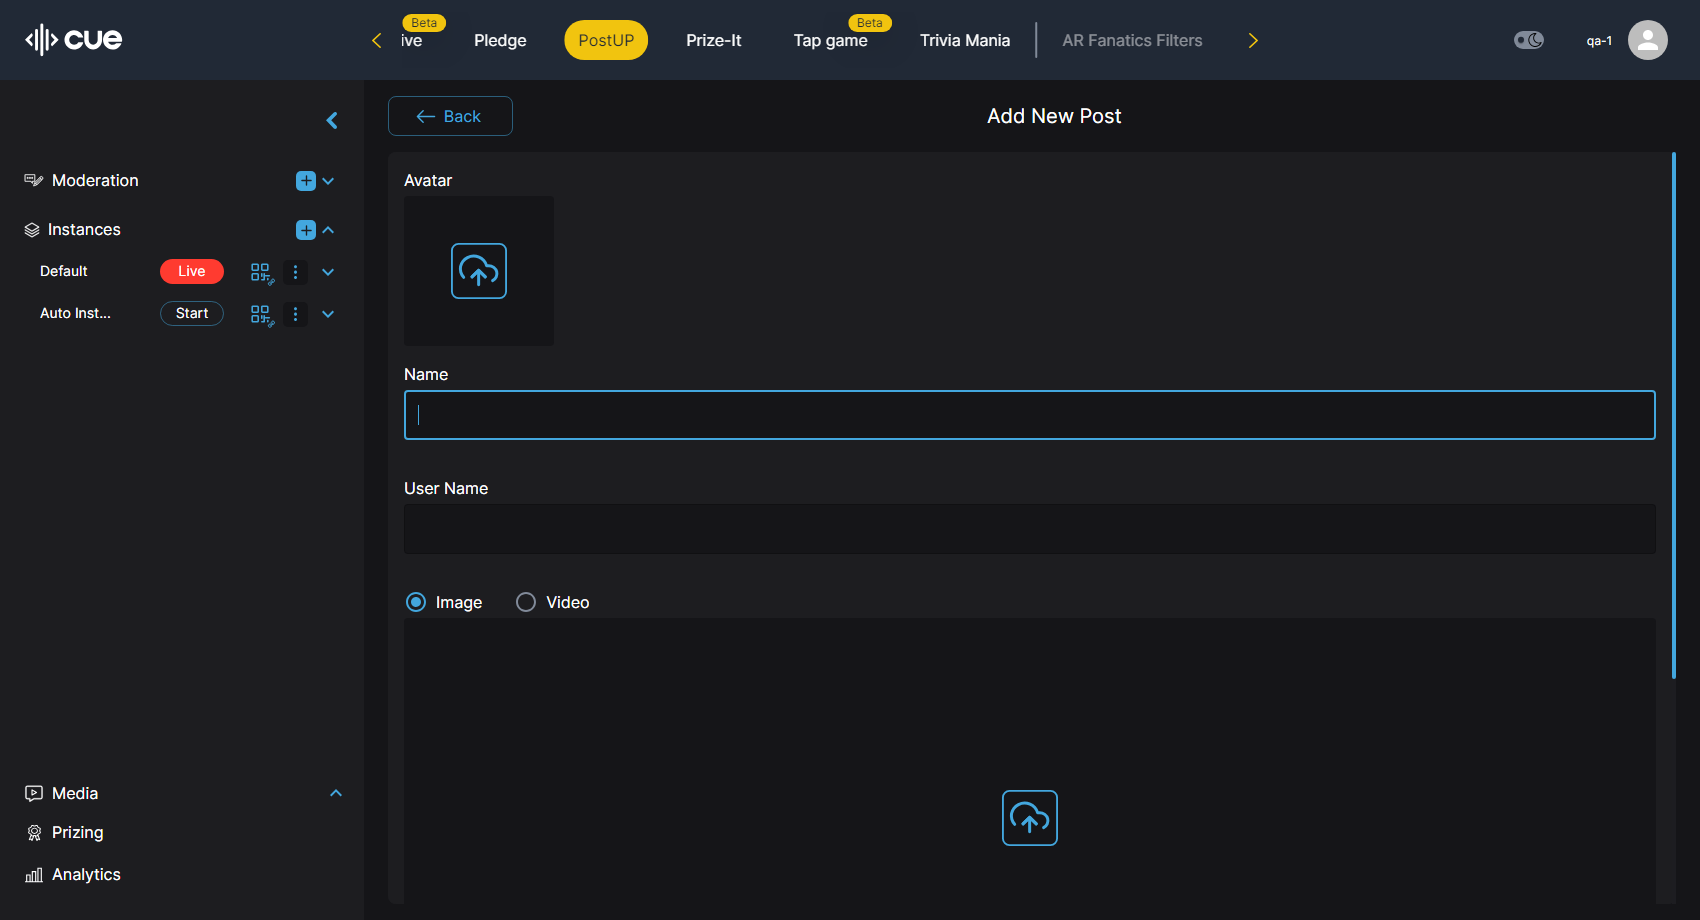 cue
Beta
ive
Pledge
PostUP
Prize-It
Beta
Tap game
Trivia Mania
AR Fanatics Filters
qa-1
Back
Add New Post
Moderation
Instances
Default
Live
Auto Inst...
Start
Media
Prizing
Analytics
Avatar
Name
User Name
Image
Video